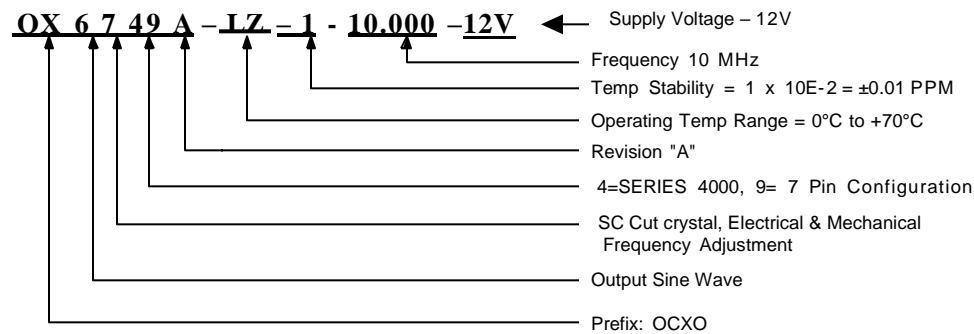 OX 6 7 49 A – LZ – 1 - 10.000 –12V
Supply Voltage – 12V
Frequency 10 MHz
Temp Stability = 1 x 10E-2 = ±0.01 PPM
Operating Temp Range = 0°C to +70°C
Revision "A"
4=SERIES 4000, 9= 7 Pin Configuration
SC Cut crystal, Electrical & Mechanical
Frequency Adjustment
Output Sine Wave
Prefix: OCXO